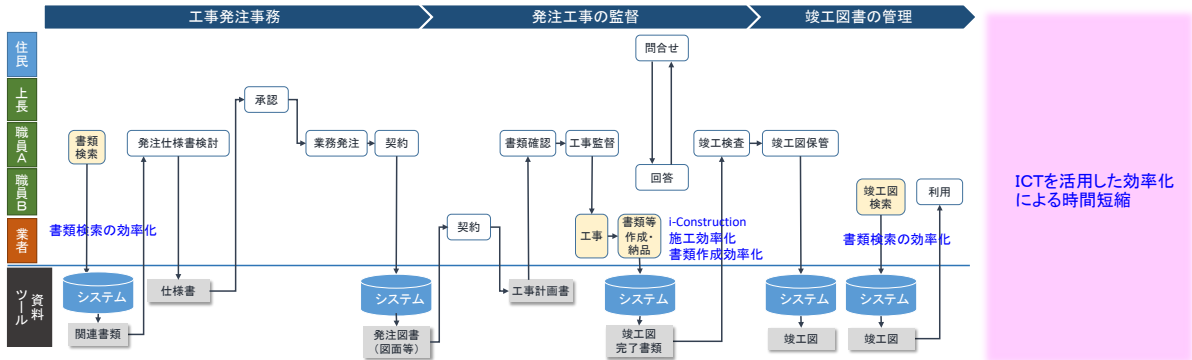 工事発注事務
発注工事の監督
竣工図書の管理
住民
上長
職員A
職員B
業者
資料
ツール
問合せ
承認
書類
検索
発注仕様書検討
業務発注
契約
書類確認
工事監督
竣工検査
竣工図保管
回答
竣工図
検索
利用
書類検索の効率化
契約
工事
書類等
作成・
納品
i-Construction
施工効率化
書類作成効率化
書類検索の効率化
システム
関連書類
仕様書
システム
発注図書
(図面等)
工事計画書
システム
竣工図
完了書類
システム
竣工図
システム
竣工図
ICTを活用した効率化
による時間短縮